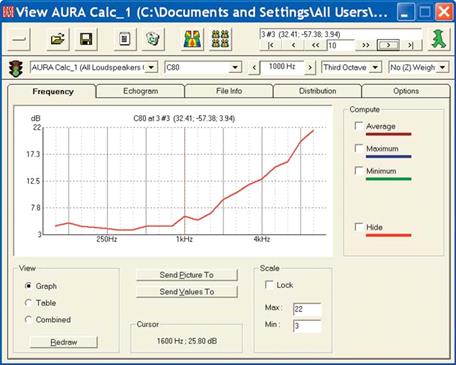 View AURA Calc_1 (C:\Documents and Settings\All Users\...
3 #3 (32.41; -57.38; 3.94)
|< < << 10 >> > >|
AURA Calc_1 (All Loudspeakers C80 < 1000 Hz > Third Octave No (Z) Weigh
Frequency Echogram File Info Distribution Options
dB C80 at 3 #3 (32.41; -57.38; 3.94)
22
17.3
12.5
7.8
3
250Hz 1kHz 4kHz
Compute
Average
Maximum
Minimum
Hide
View
Graph
Table
Combined
Redraw
Send Picture To
Send Values To
Cursor
1600 Hz ; 25.80 dB
Scale
Lock
Max : 22
Min : 3